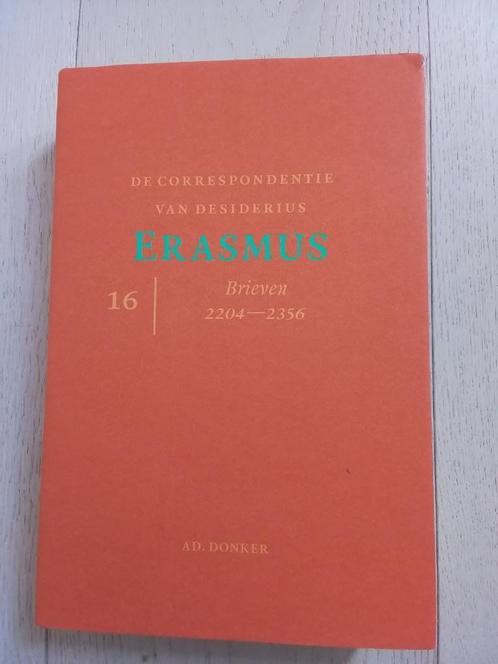 DE CORRESPONDENTIE
VAN DESIDERIUS
ERASMUS
16
Brieven
2204—2356
AD. DONKER